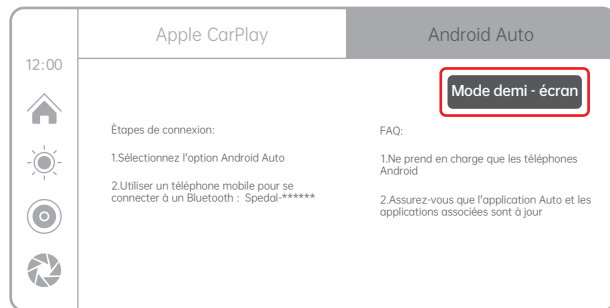 Apple CarPlay
Android Auto
12:00
Mode demi - écran
Ètapes de connexion:
1.Sélectionnez l'option Android Auto
2.Utiliser un téléphone mobile pour se
connecter à un Bluetooth : Spedal-******
FAQ:
1.Ne prend en charge que les téléphones
Android
2.Assurez-vous que l'application Auto et les
applications associées sont à jour